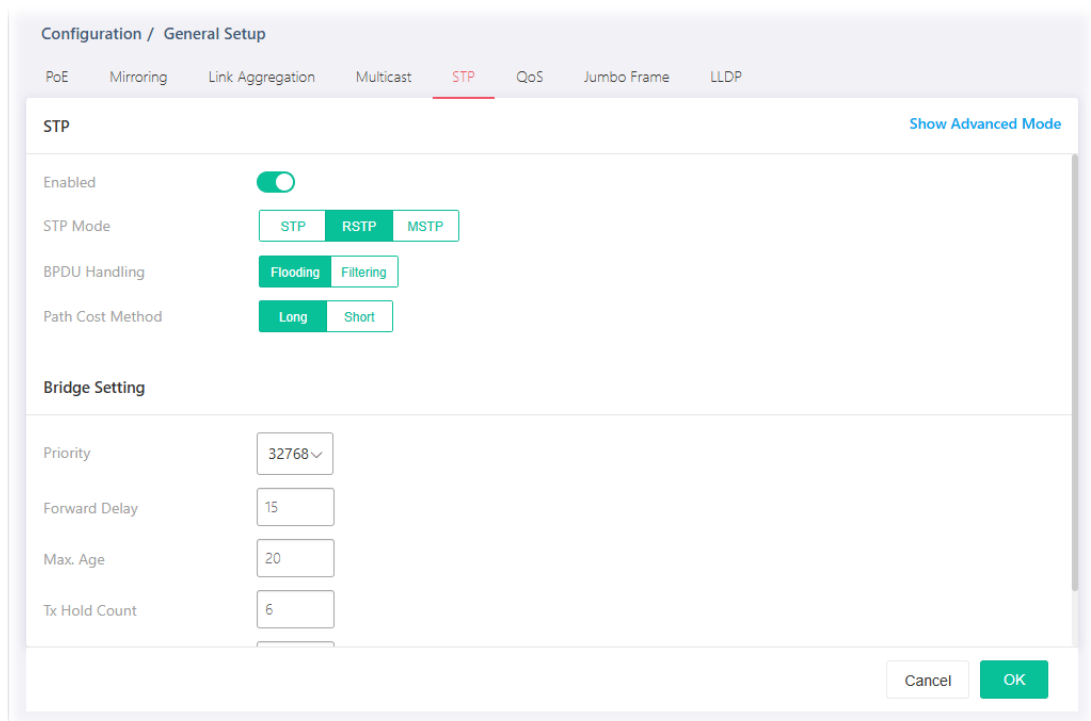 Configuration / General Setup
PoE Mirroring Link Aggregation Multicast STP QoS Jumbo Frame LLDP
STP Show Advanced Mode
Enabled
STP Mode STP RSTP MSTP
BPDU Handling Flooding Filtering
Path Cost Method Long Short
Bridge Setting
Priority 32768
Forward Delay 15
Max. Age 20
Tx Hold Count 6
Cancel OK